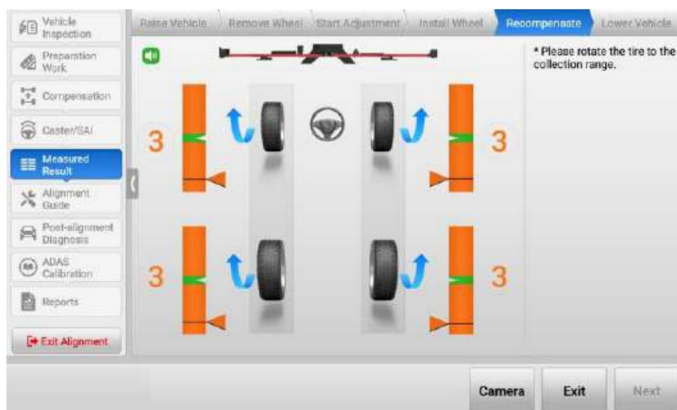 Vehicle
Inspection
Preparation
Work
Compensation
Caster/SAI
Measured
Result
Alignment
Guide
Post-alignment
Diagnosis
ADAS
Calibration
Reports
Exit Alignment
Raise Vehicle
Remove Wheel
Start Adjustment
Install Wheel
Recompensate
Lower Vehicle
* Please rotate the tire to the
collection range.
3
3
3
3
Camera
Exit
Next